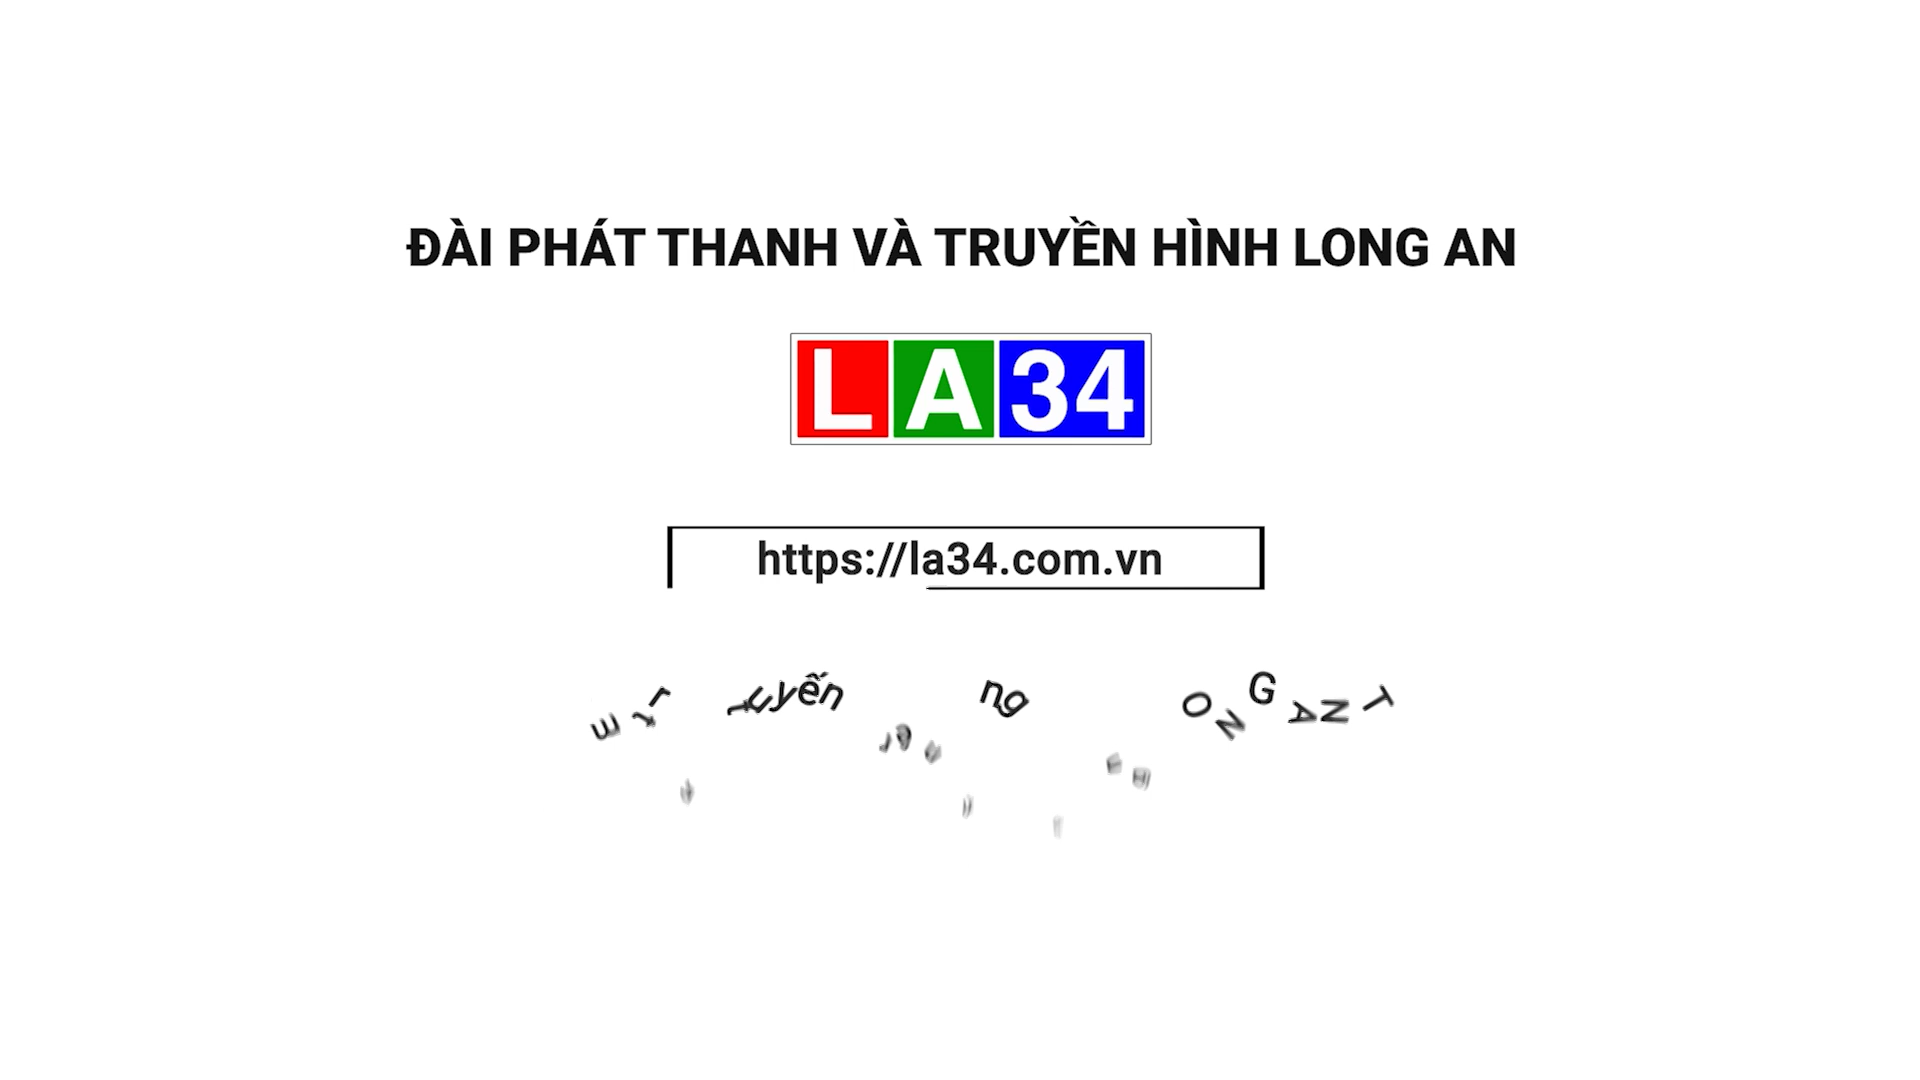 ĐÀI PHÁT THANH VÀ TRUYỀN HÌNH LONG AN
LA34
https://la34.com.vn